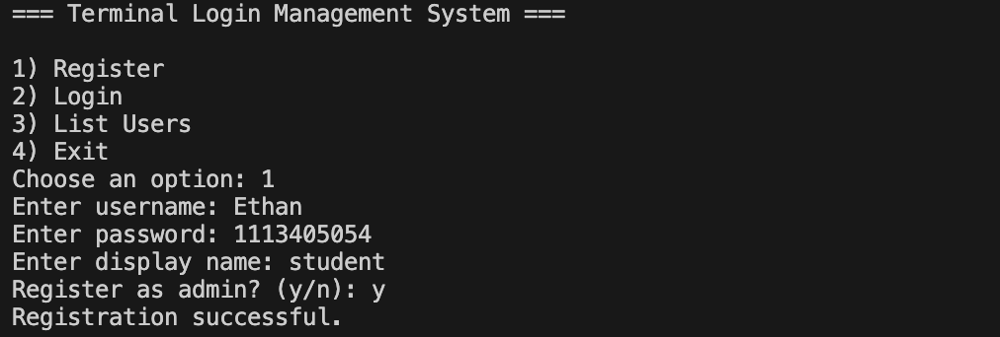 === Terminal Login Management System ===
1) Register
2) Login
3) List Users
4) Exit
Choose an option: 1
Enter username: Ethan
Enter password: 1113405054
Enter display name: student
Register as admin? (y/n): y
Registration successful.